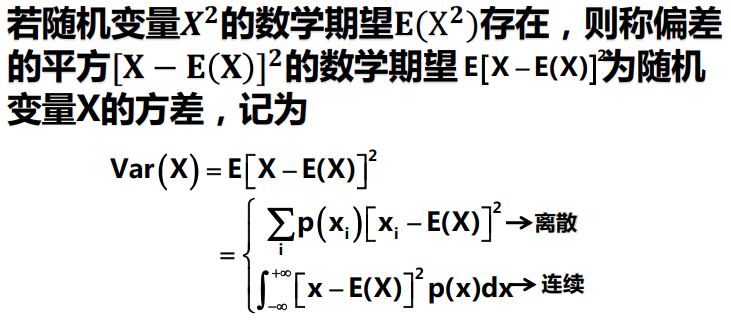 若随机变量X²的数学期望E(X²)存在，则称偏差
的平方[X − E(X)]²的数学期望 E[X – E(X)]²为随机
变量X的方差，记为
Var(X) = E[X – E(X)]²
= { ∑ᵢ p(xᵢ)[xᵢ – E(X)]² → 离散
∫₋∞⁺∞ [x – E(X)]² p(x)dx → 连续